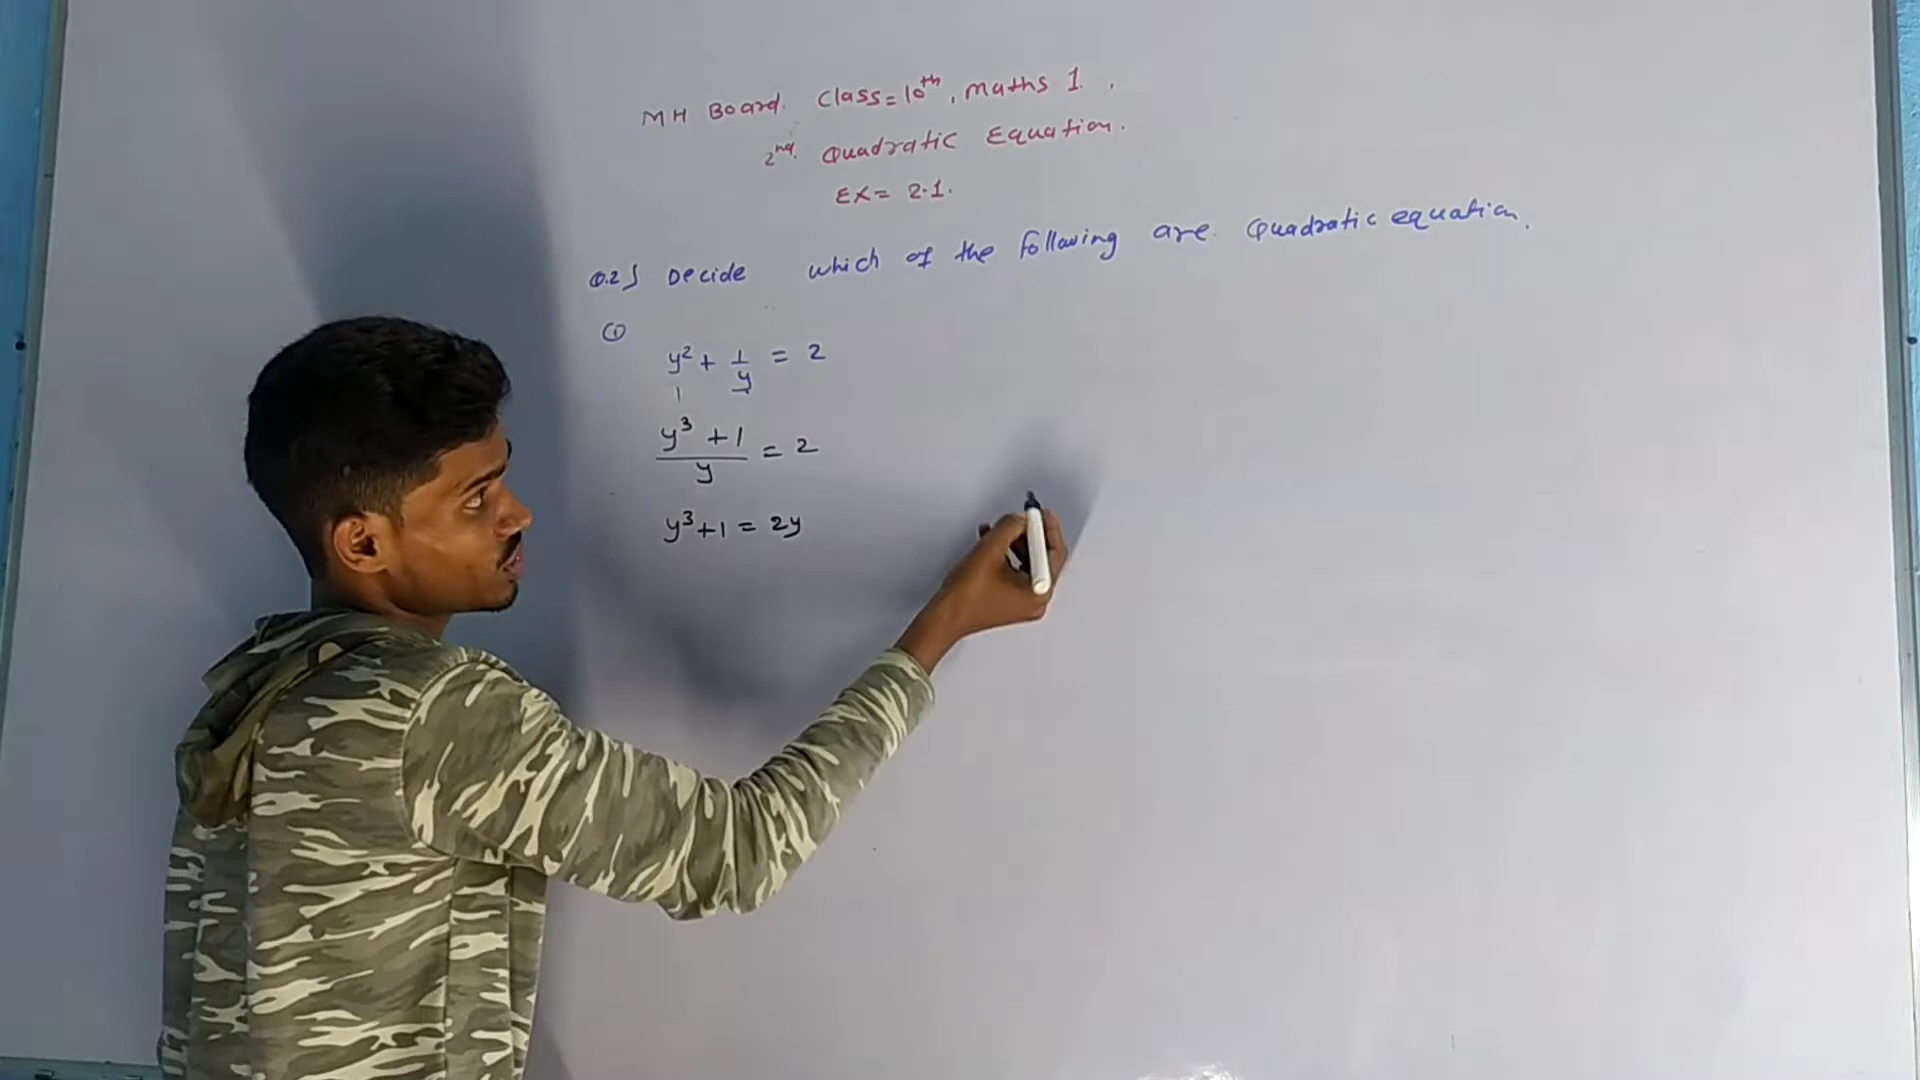 MH Board. Class=10th, Maths 1.
2nd. Quadratic Equation.
EX= 2.1.
Q.2) Decide which of the following are Quadratic equation.
①
y² + 1/y = 2
1
y³ + 1 / y = 2
y³+1 = 2y